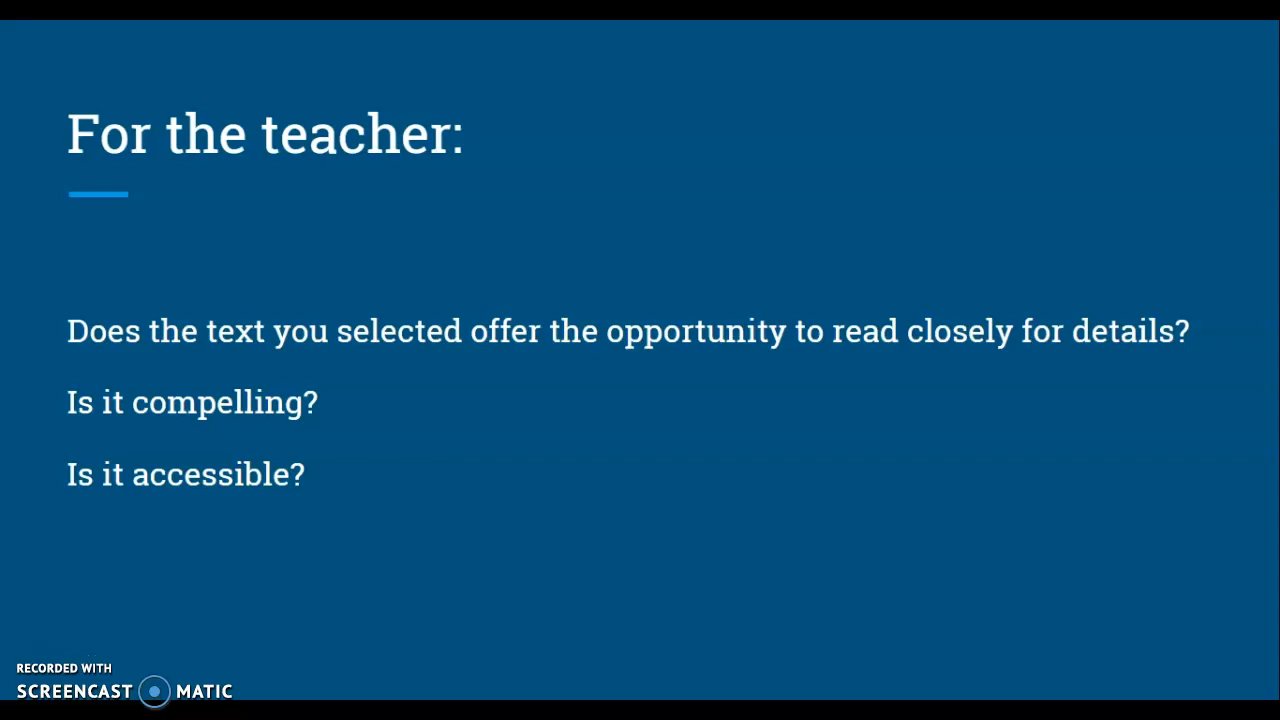 For the teacher:
Does the text you selected offer the opportunity to read closely for details?
Is it compelling?
Is it accessible?
RECORDED WITH
SCREENCAST MATIC